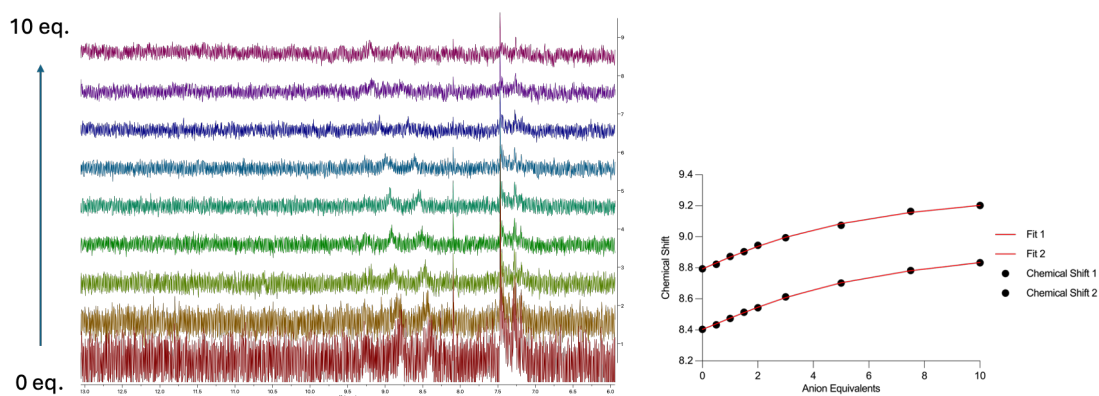 10 eq.
0 eq.
9
8
7
6
5
4
3
2
1
13.0 12.5 12.0 11.5 11.0 10.5 10.0 9.5 9.0 8.5 8.0 7.5 7.0 6.5 6.0
9.4
9.2
9.0
8.8
8.6
8.4
8.2
Chemical Shift
0 2 4 6 8 10
Anion Equivalents
Fit 1
Fit 2
Chemical Shift 1
Chemical Shift 2